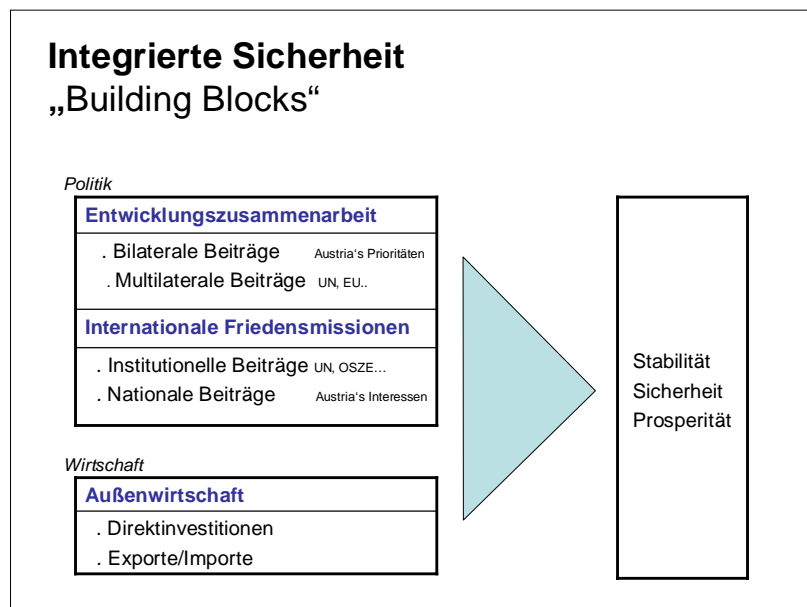 Integrierte Sicherheit
„Building Blocks“
Politik
Entwicklungszusammenarbeit
. Bilaterale Beiträge Austria‘s Prioritäten
. Multilaterale Beiträge UN, EU..
Internationale Friedensmissionen
. Institutionelle Beiträge UN, OSZE…
. Nationale Beiträge Austria‘s Interessen
Wirtschaft
Außenwirtschaft
. Direktinvestitionen
. Exporte/Importe
Stabilität
Sicherheit
Prosperität